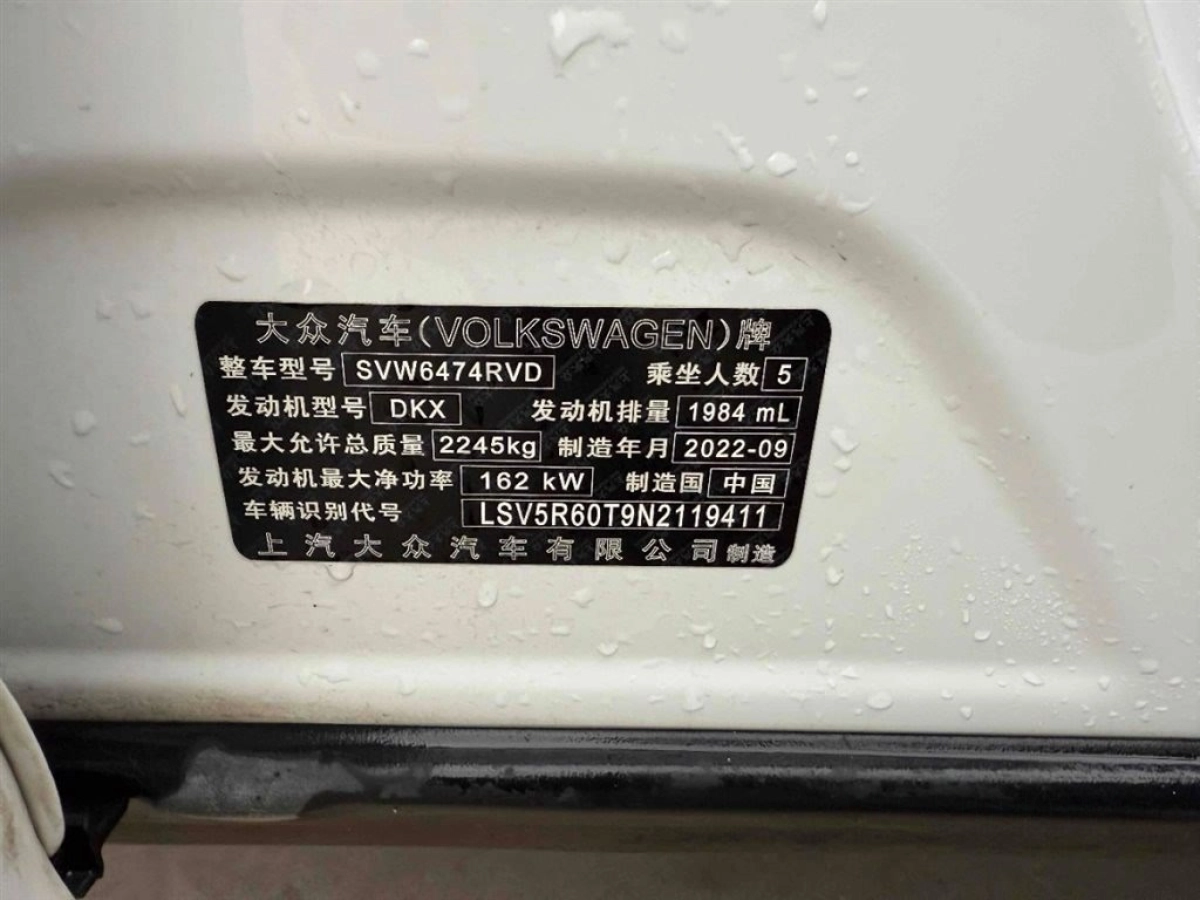 大众汽车(VOLKSWAGEN)牌
整车型号 SVW6474RVD 乘坐人数 5
发动机型号 DKX 发动机排量 1984 mL
最大允许总质量 2245kg 制造年月 2022-09
发动机最大净功率 162 kW 制造国 中国
车辆识别代号 LSV5R60T9N2119411
上汽大众汽车有限公司制造